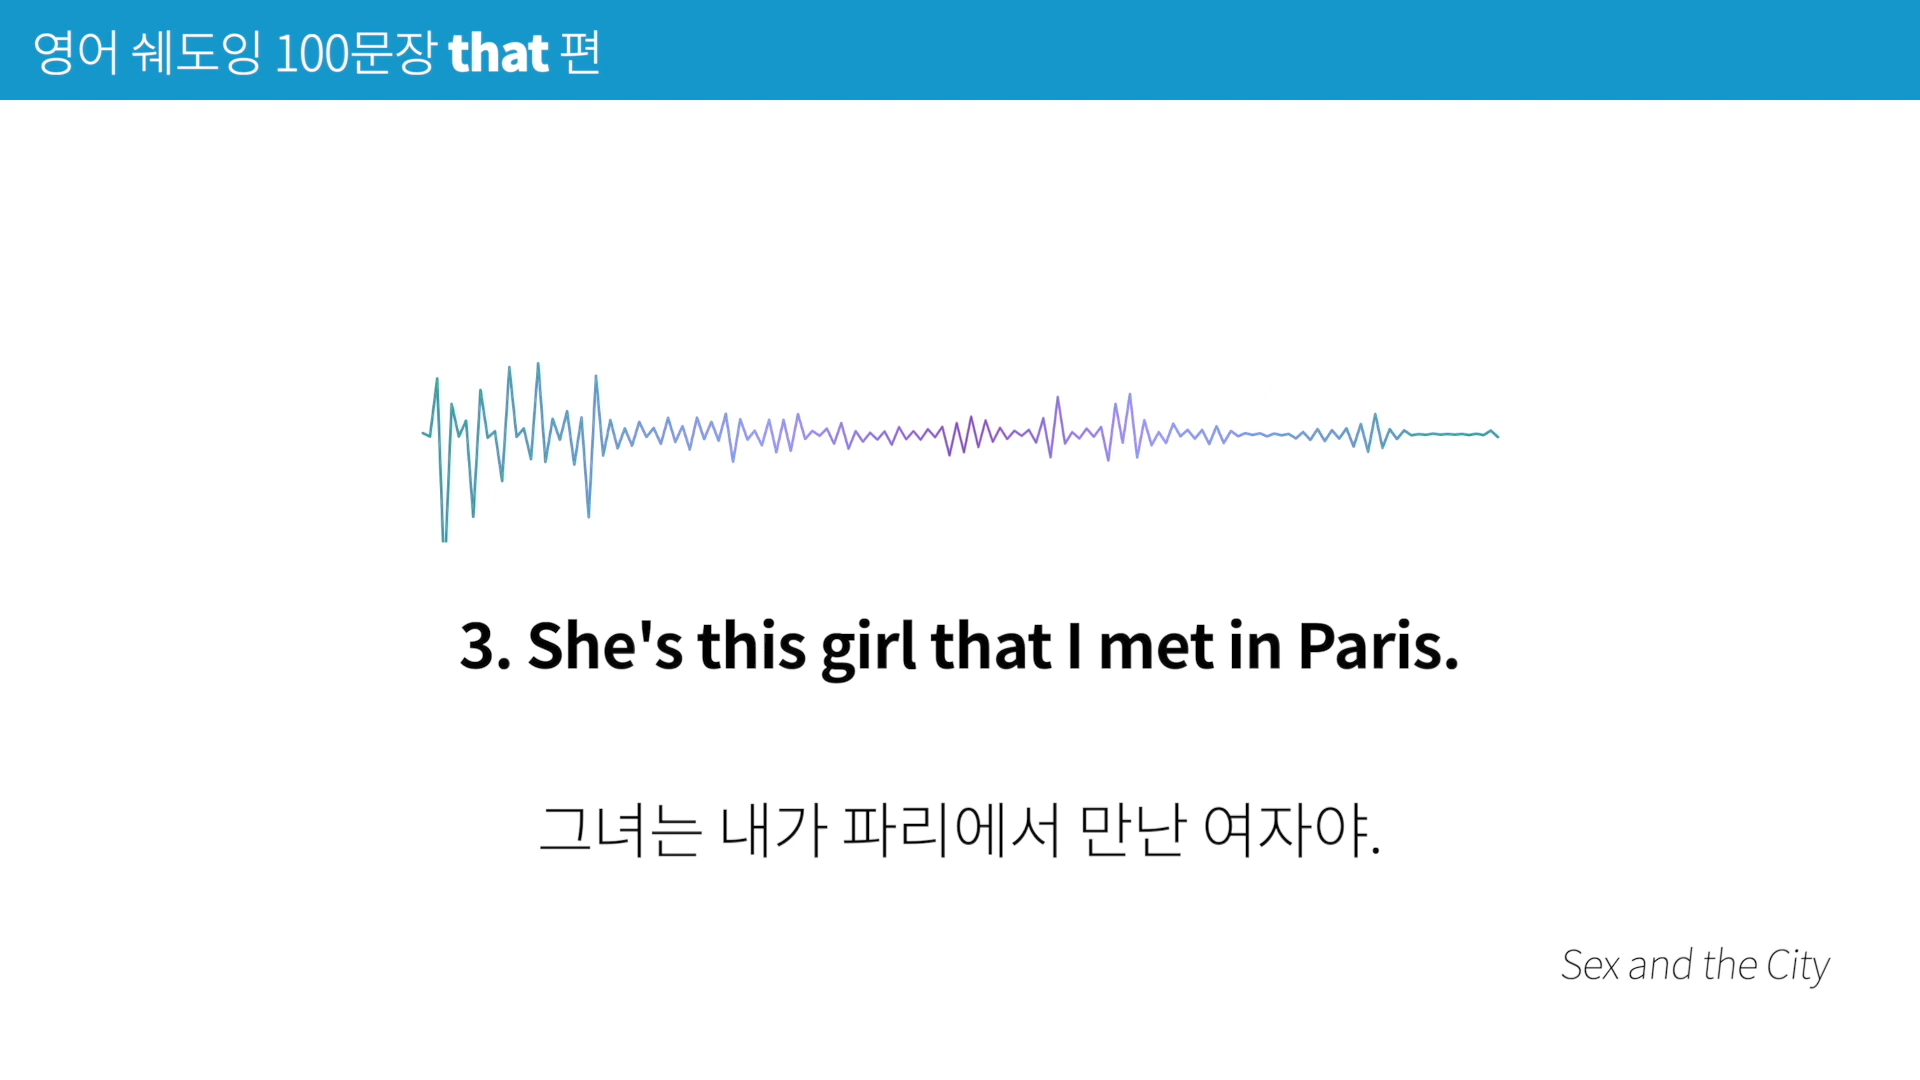 영어 쉐도잉 100문장 that 편
3. She's this girl that I met in Paris.
그녀는 내가 파리에서 만난 여자야.
Sex and the City